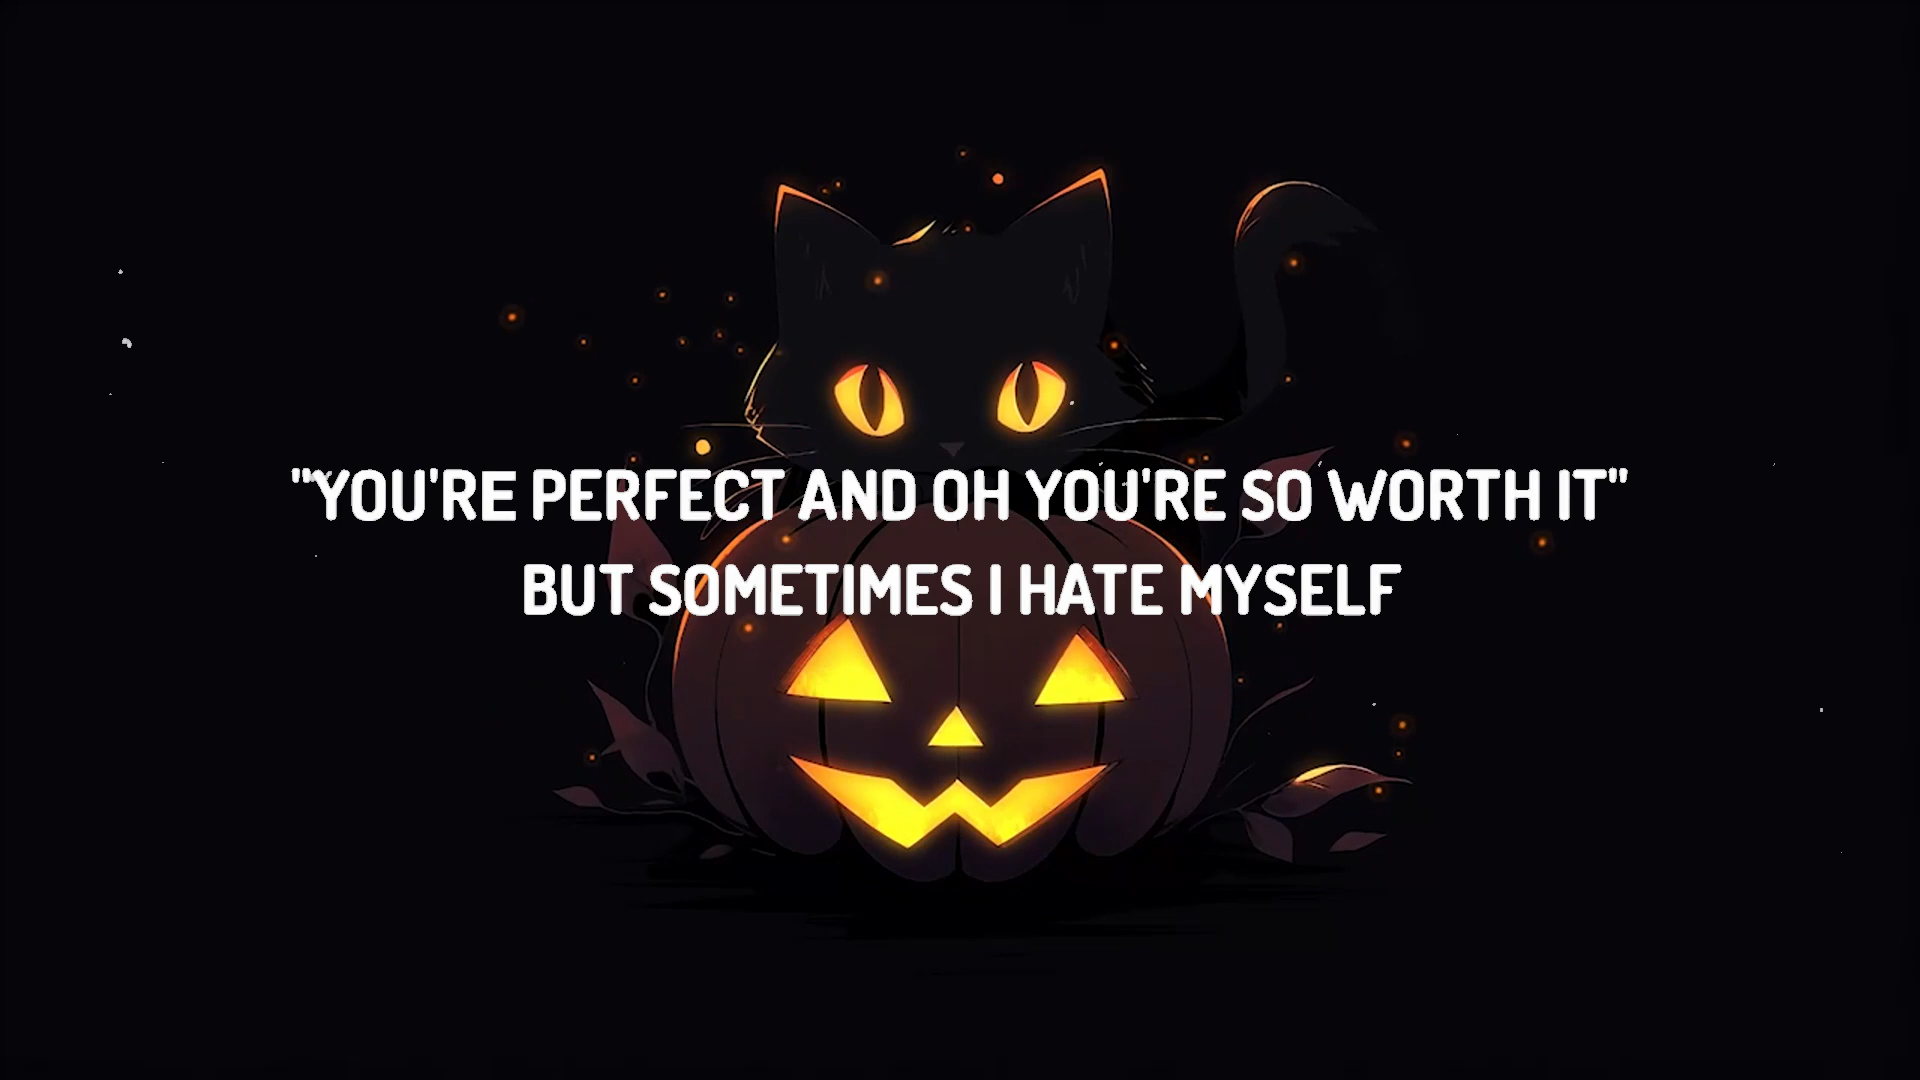 "YOU'RE PERFECT AND OH YOU'RE SO WORTH IT"
BUT SOMETIMES I HATE MYSELF